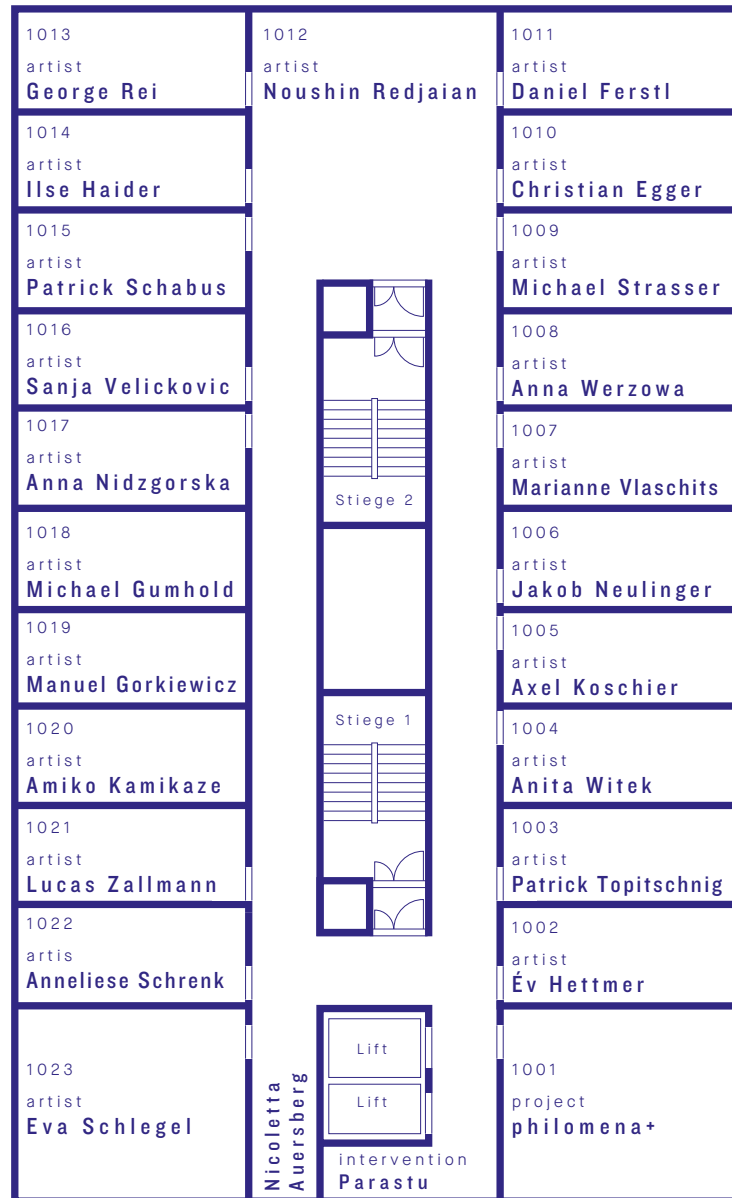 1013
artist
George Rei
1012
artist
Noushin Redjaian
1011
artist
Daniel Ferstl
1014
artist
Ilse Haider
1010
artist
Christian Egger
1015
artist
Patrick Schabus
1009
artist
Michael Strasser
1016
artist
Sanja Velickovic
1008
artist
Anna Werzowa
1017
artist
Anna Nidzgorska
1007
artist
Marianne Vlaschits
Stiege 2
1018
artist
Michael Gumhold
1006
artist
Jakob Neulinger
1019
artist
Manuel Gorkiewicz
1005
artist
Axel Koschier
Stiege 1
1020
artist
Amiko Kamikaze
1004
artist
Anita Witek
1021
artist
Lucas Zallmann
1003
artist
Patrick Topitschnig
1022
artis
Anneliese Schrenk
1002
artist
Év Hettmer
1023
artist
Eva Schlegel
Nicoletta
Auersberg
Lift
Lift
intervention
Parastu
1001
project
philomena+